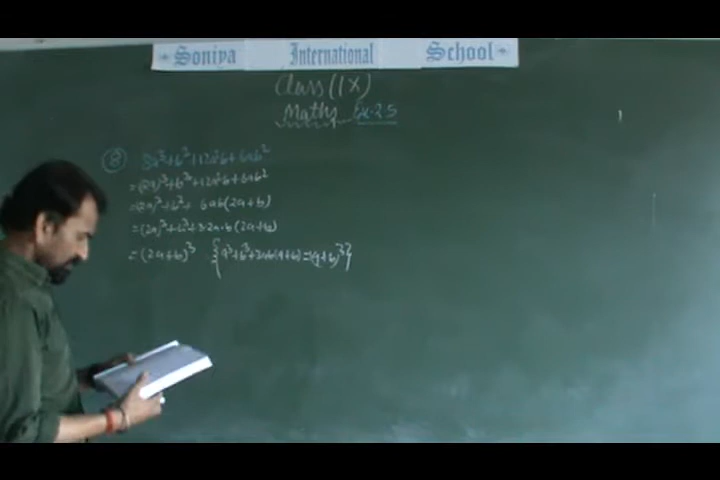 Soniya International School
Class (IX)
Maths Ex-2.5
(8) 8a³+b³+12a²b+6ab²
=(2a)³+b³+12a²b+6ab²
=(2a)³+b³+ 6ab(2a+b)
=(2a)³+b³+3.2a.b(2a+b)
=(2a+b)³ {a³+b³+3ab(a+b)=(a+b)³}